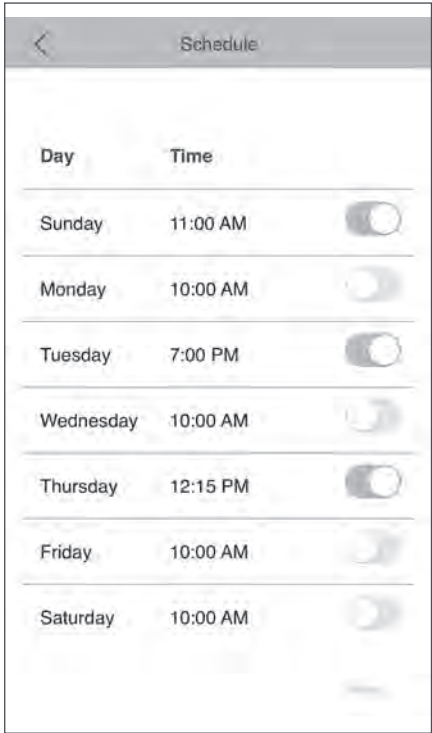 Schedule
Day Time
Sunday 11:00 AM
Monday 10:00 AM
Tuesday 7:00 PM
Wednesday 10:00 AM
Thursday 12:15 PM
Friday 10:00 AM
Saturday 10:00 AM